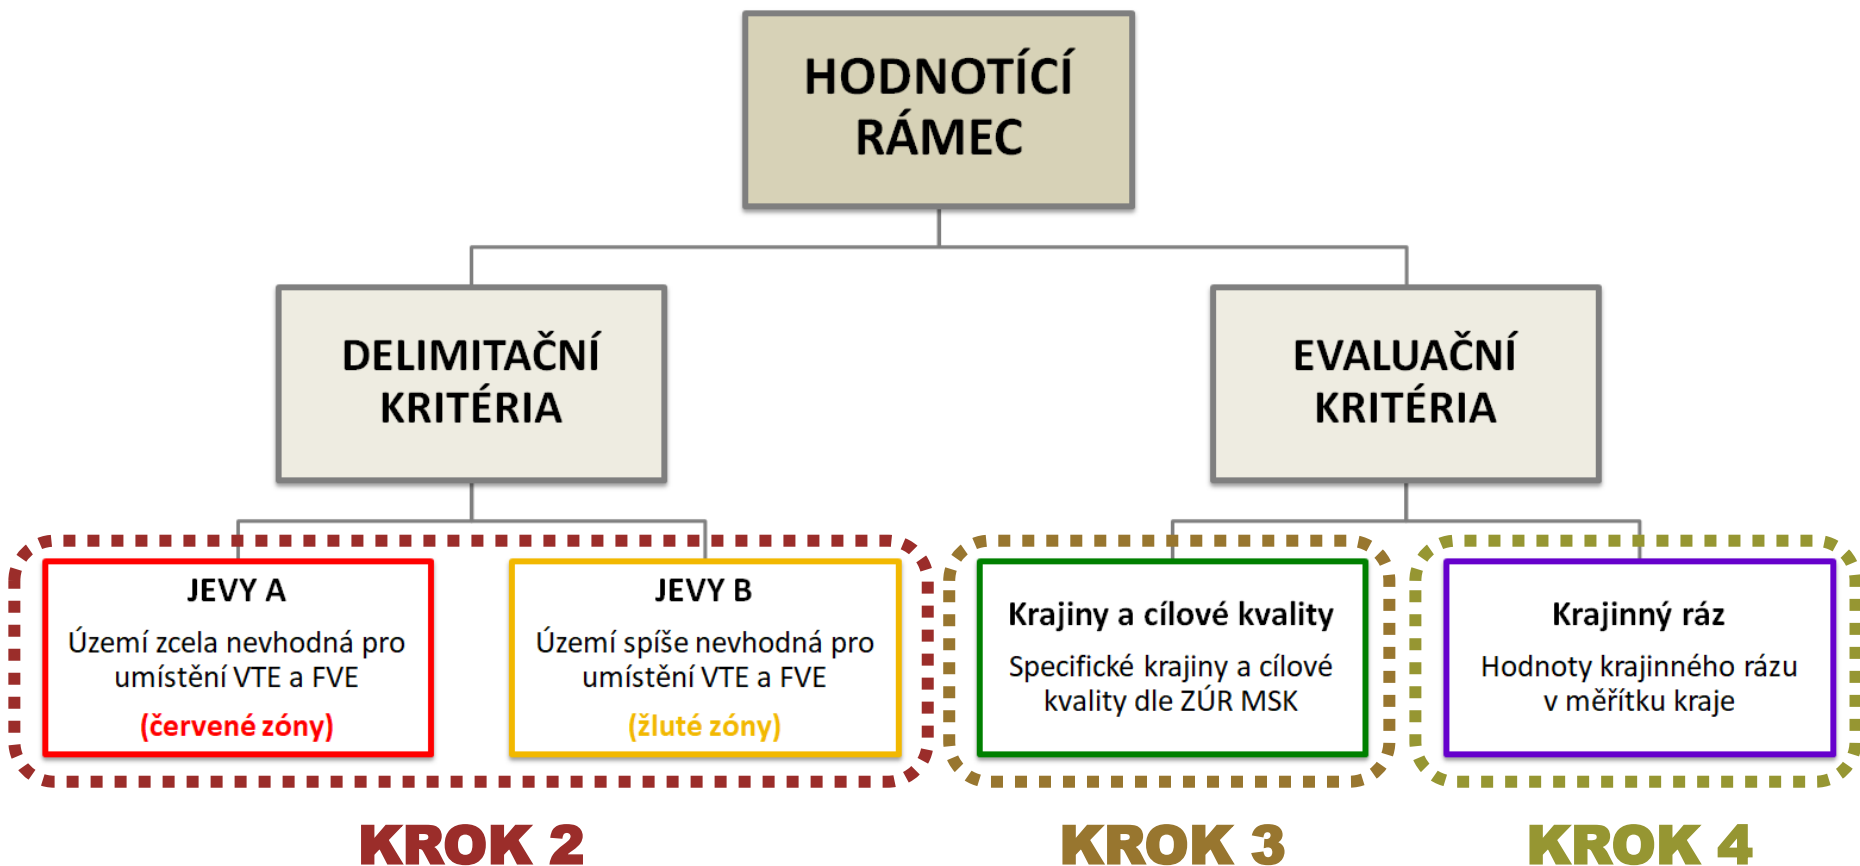 HODNOTÍCÍ
RÁMEC
DELIMITAČNÍ
KRITÉRIA
EVALUAČNÍ
KRITÉRIA
JEVY A
Území zcela nevhodná pro
umístění VTE a FVE
(červené zóny)
JEVY B
Území spíše nevhodná pro
umístění VTE a FVE
(žluté zóny)
Krajiny a cílové kvality
Specifické krajiny a cílové
kvality dle ZÚR MSK
Krajinný ráz
Hodnoty krajinného rázu
v měřítku kraje
KROK 2
KROK 3
KROK 4